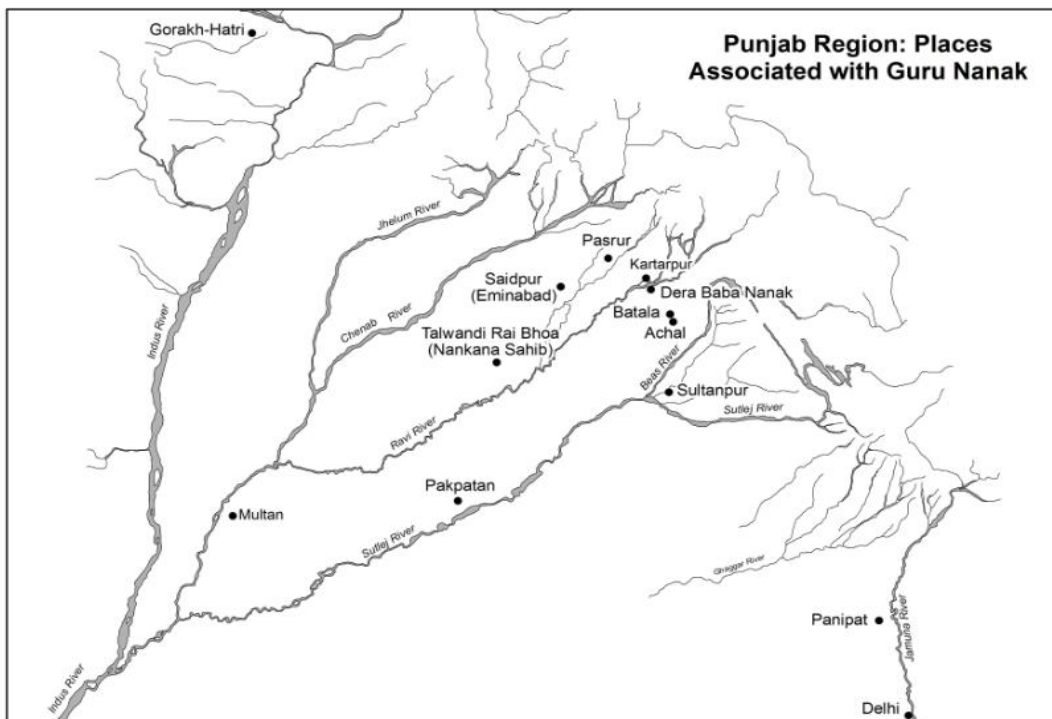 Gorakh-Hatri
Punjab Region: Places
Associated with Guru Nanak
Jhelum River
Pasrur
Kartarpur
Saidpur
(Eminabad)
Dera Baba Nanak
Chenab River
Batala
Achal
Indus River
Talwandi Rai Bhoa
(Nankana Sahib)
Beas River
Sultanpur
Sutlej River
Ravi River
Pakpatan
Multan
Sutlej River
Ghaggar River
Panipat
Jamuna River
Indus River
Delhi